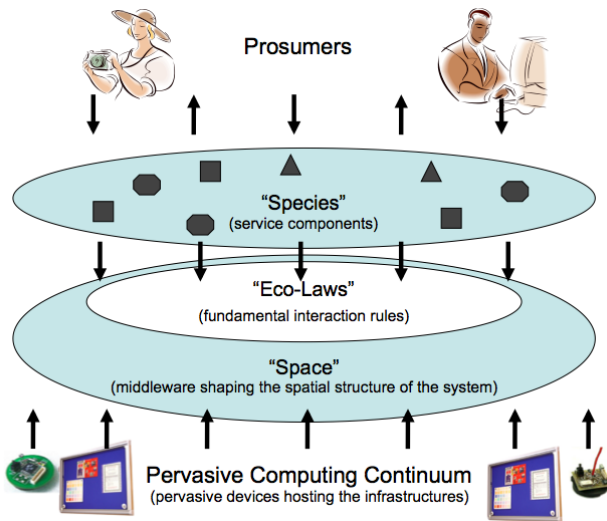 Prosumers
“Species”
(service components)
“Eco-Laws”
(fundamental interaction rules)
“Space”
(middleware shaping the spatial structure of the system)
Pervasive Computing Continuum
(pervasive devices hosting the infrastructures)